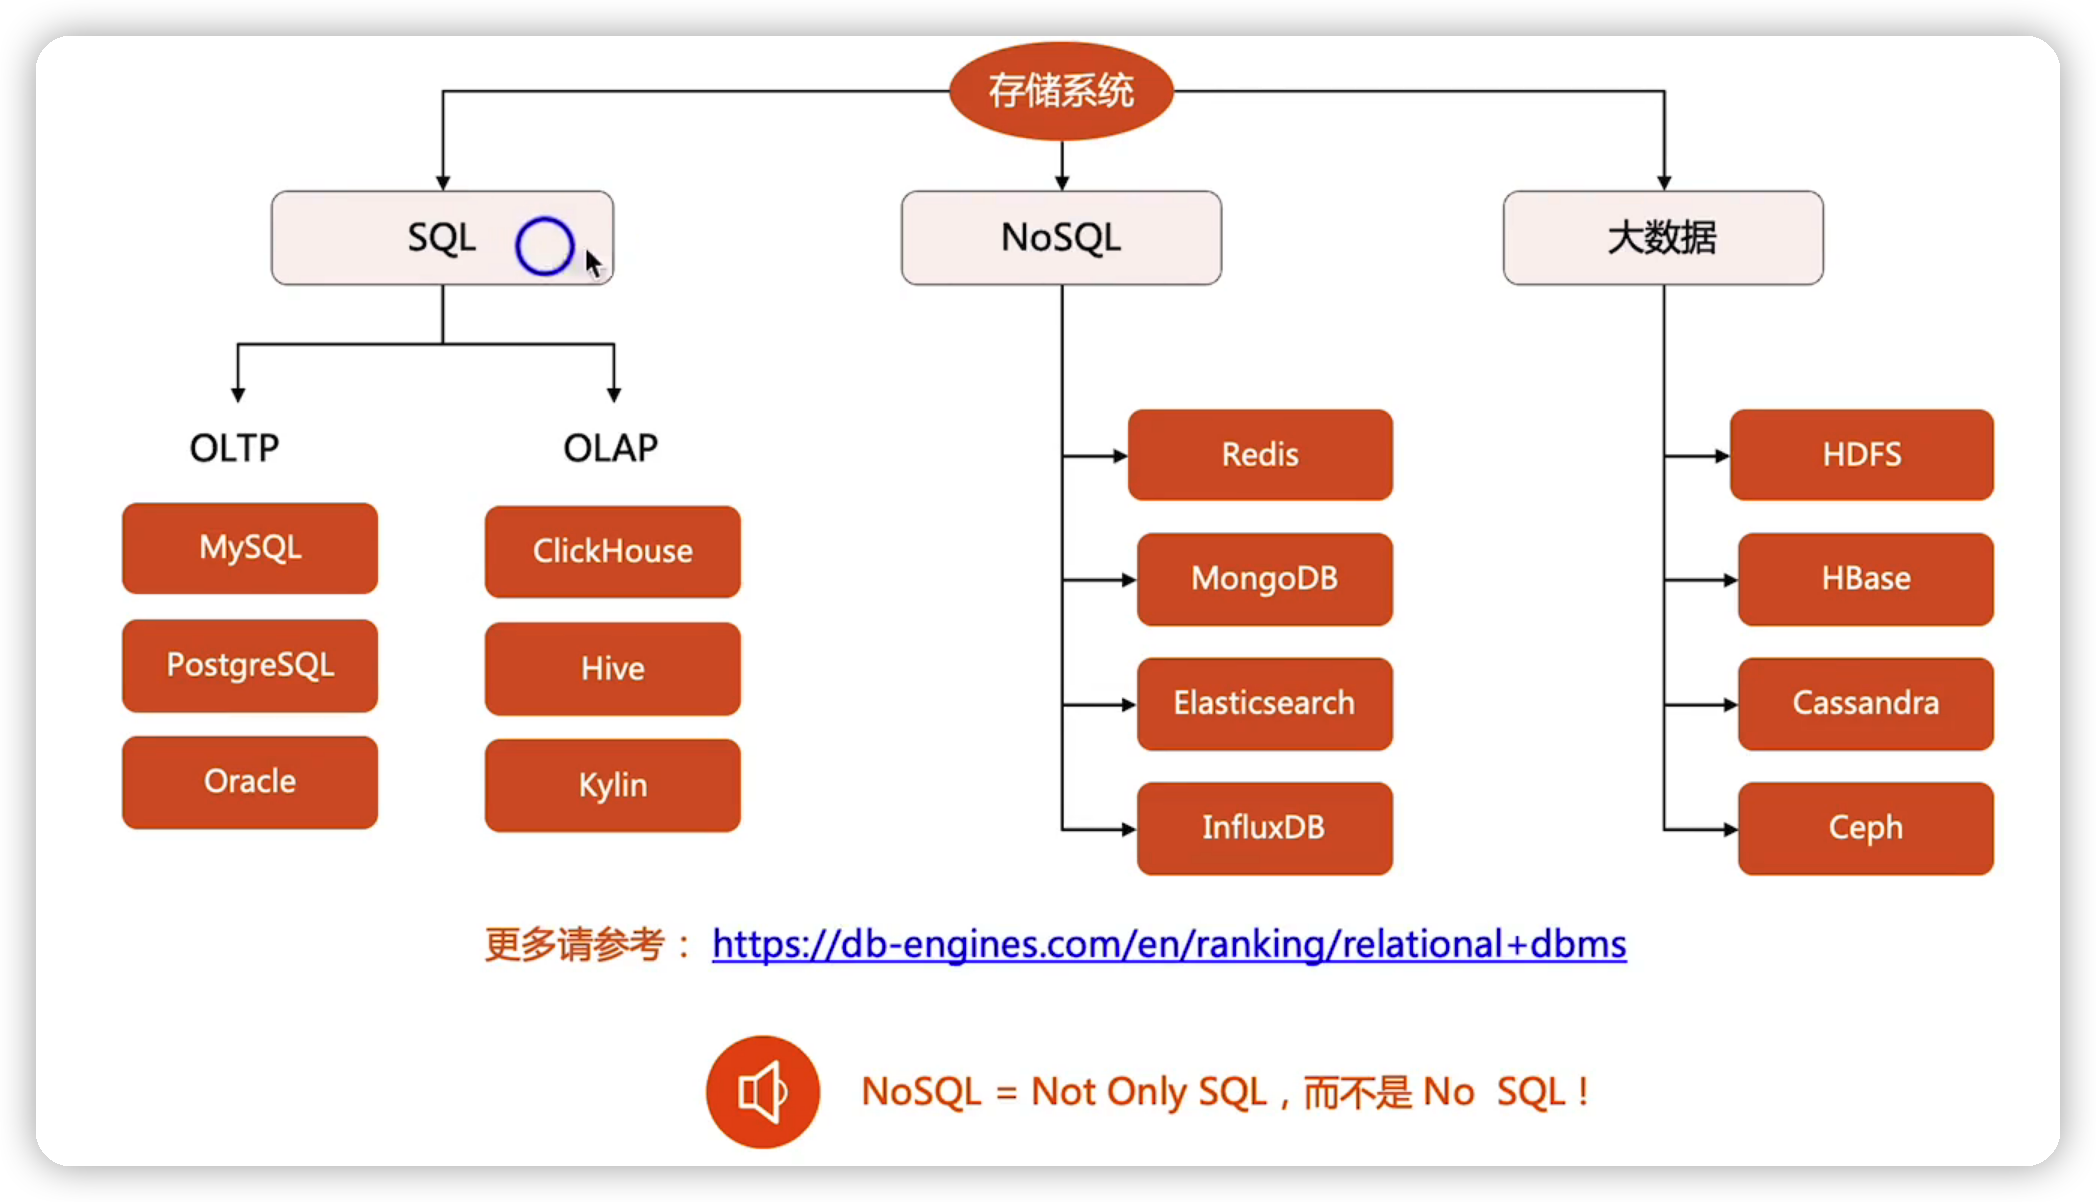 存储系统
SQL
NoSQL
大数据
OLTP
OLAP
MySQL
PostgreSQL
Oracle
ClickHouse
Hive
Kylin
Redis
MongoDB
Elasticsearch
InfluxDB
HDFS
HBase
Cassandra
Ceph
更多请参考： https://db-engines.com/en/ranking/relational+dbms
NoSQL = Not Only SQL，而不是 No SQL！